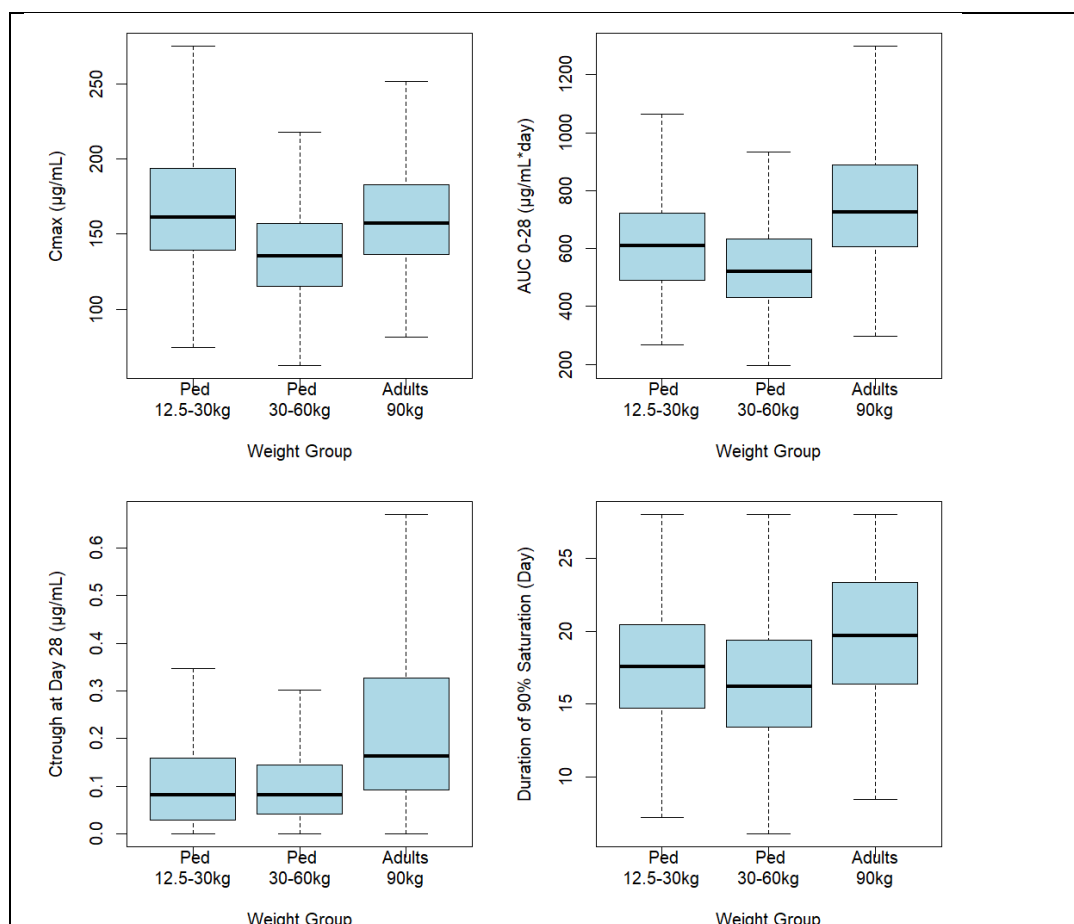 Cmax (µg/mL)
250
200
150
100
Ped
12.5-30kg
Ped
30-60kg
Adults
90kg
Weight Group
AUC 0-28 (µg/mL*day)
1200
1000
800
600
400
200
Ped
12.5-30kg
Ped
30-60kg
Adults
90kg
Weight Group
Ctrough at Day 28 (µg/mL)
0.6
0.5
0.4
0.3
0.2
0.1
0.0
Ped
12.5-30kg
Ped
30-60kg
Adults
90kg
Weight Group
Duration of 90% Saturation (Day)
25
20
15
10
Ped
12.5-30kg
Ped
30-60kg
Adults
90kg
Weight Group